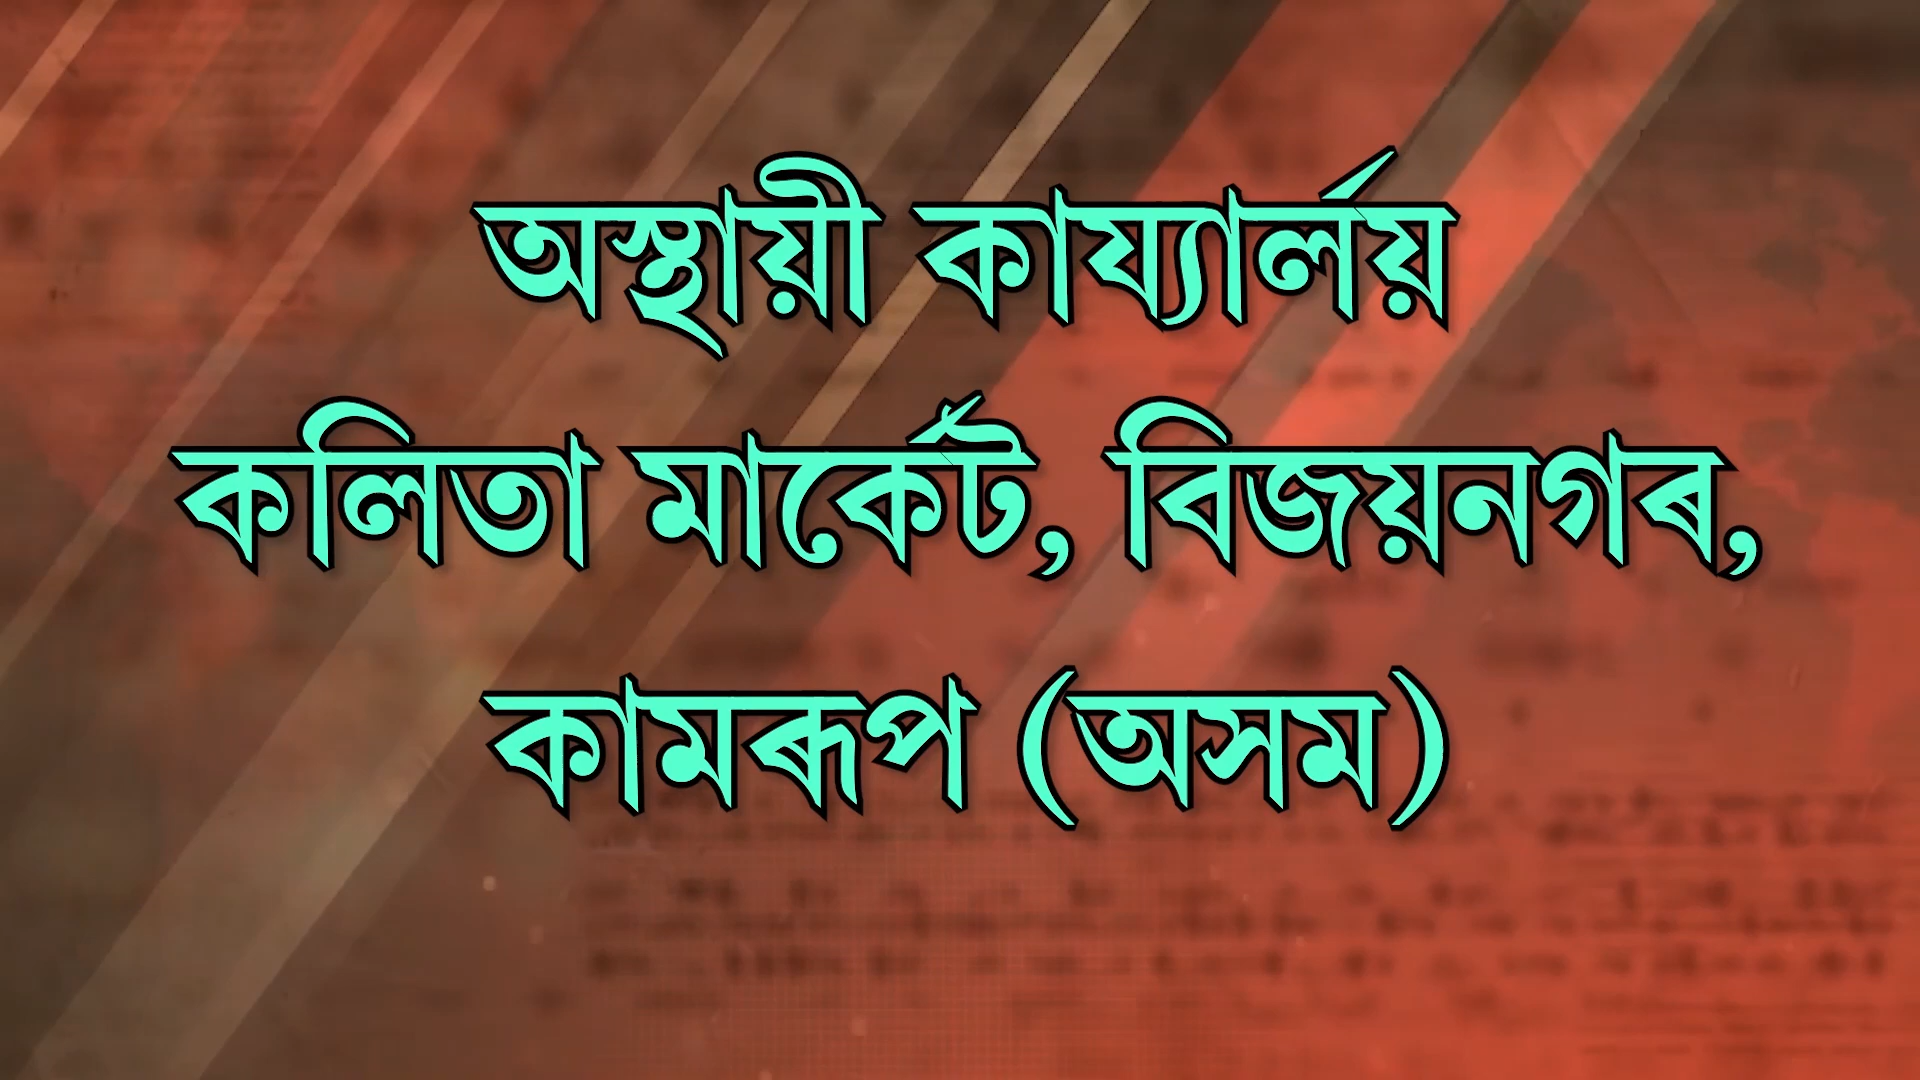 অস্থায়ী কায্যাৰ্লয়
কলিতা মাৰ্কেট, বিজয়নগৰ,
কামৰূপ (অসম)